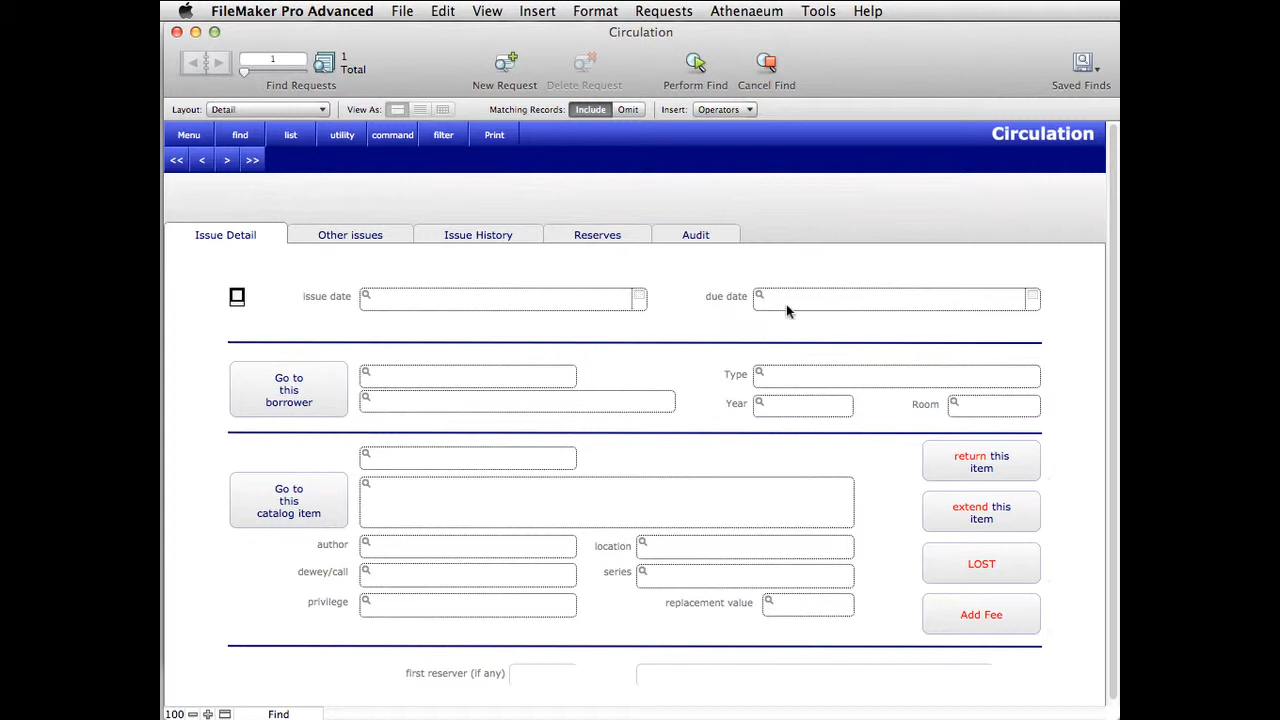 FileMaker Pro Advanced File Edit View Insert Format Requests Athenaeum Tools Help
Circulation
1
1
Total
Find Requests New Request Delete Request Perform Find Cancel Find Saved Finds
Layout: Detail View As: Matching Records: Include Omit Insert: Operators
Menu find list utility command filter Print Circulation
<< < > >>
Issue Detail Other issues Issue History Reserves Audit
issue date due date
Go to
this
borrower
Type
Year Room
Go to
this
catalog item
return this
item
extend this
item
author location
dewey/call series
LOST
privilege replacement value
Add Fee
first reserver (if any)
100 Find